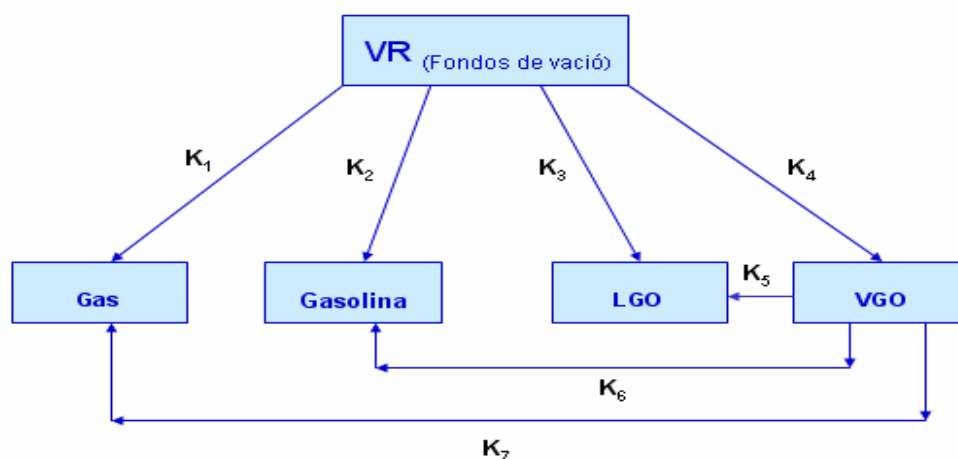 VR (Fondos de vació)
K1
K2
K3
K4
Gas
Gasolina
LGO
K5
VGO
K6
K7